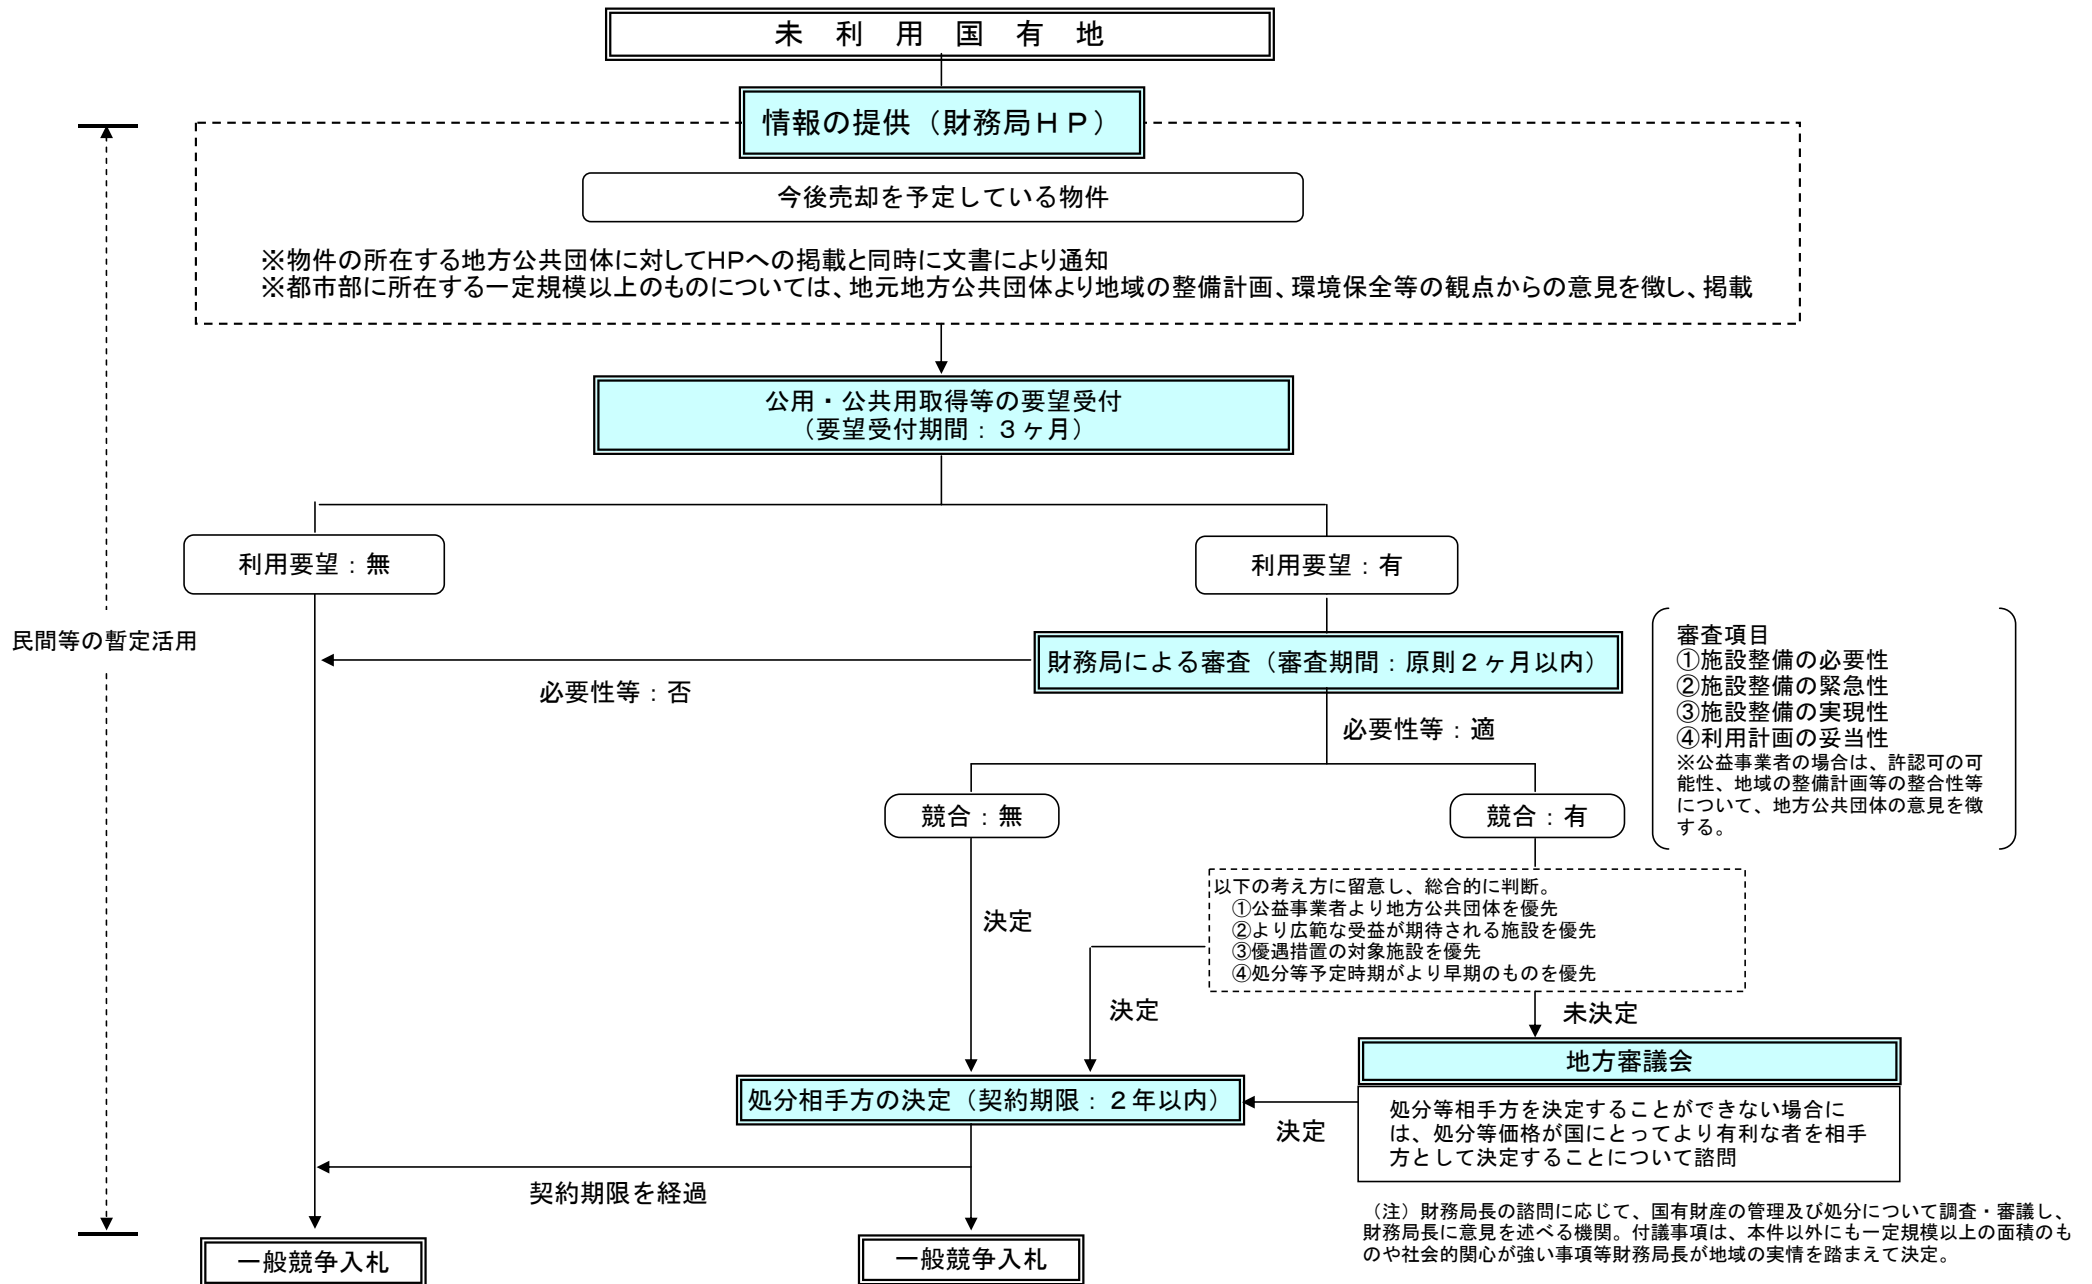 未利用国有地
情報の提供（財務局ＨＰ）
今後売却を予定している物件
※物件の所在する地方公共団体に対してHPへの掲載と同時に文書により通知
※都市部に所在する一定規模以上のものについては、地元地方公共団体より地域の整備計画、環境保全等の観点からの意見を徴し、掲載
公用・公共用取得等の要望受付
（要望受付期間：３ヶ月）
利用要望：無
利用要望：有
民間等の暫定活用
財務局による審査（審査期間：原則２ヶ月以内）
必要性等：否
必要性等：適
審査項目
①施設整備の必要性
②施設整備の緊急性
③施設整備の実現性
④利用計画の妥当性
※公益事業者の場合は、許認可の可
能性、地域の整備計画等の整合性等
について、地方公共団体の意見を徴
する。
競合：無
競合：有
決定
以下の考え方に留意し、総合的に判断。
①公益事業者より地方公共団体を優先
②より広範な受益が期待される施設を優先
③優遇措置の対象施設を優先
④処分等予定時期がより早期のものを優先
決定
未決定
地方審議会
処分等相手方を決定することができない場合に
は、処分等価格が国にとってより有利な者を相手
方として決定することについて諮問
処分相手方の決定（契約期限：２年以内）
決定
契約期限を経過
（注）財務局長の諮問に応じて、国有財産の管理及び処分について調査・審議し、
財務局長に意見を述べる機関。付議事項は、本件以外にも一定規模以上の面積のも
のや社会的関心が強い事項等財務局長が地域の実情を踏まえて決定。
一般競争入札
一般競争入札